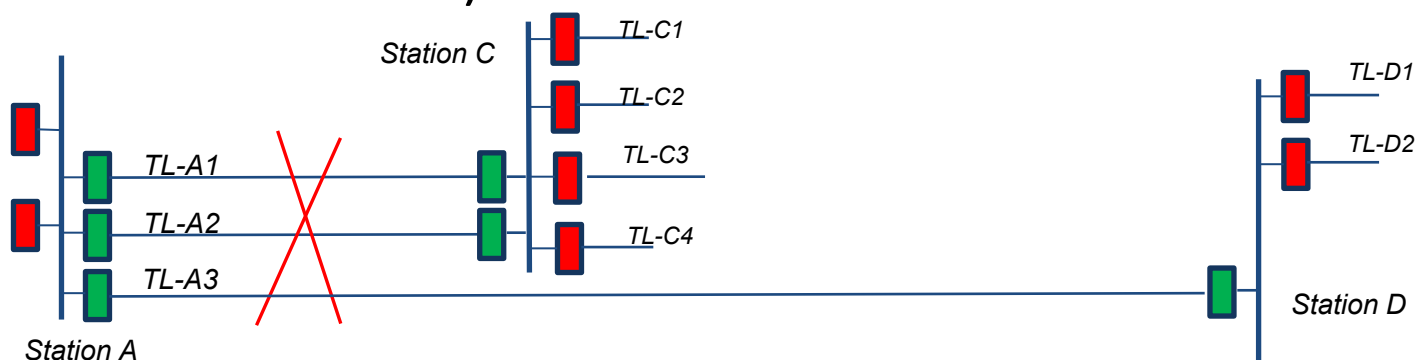 Station C
TL-C1
TL-C2
TL-C3
TL-C4
TL-D1
TL-D2
TL-A1
TL-A2
TL-A3
Station A
Station D